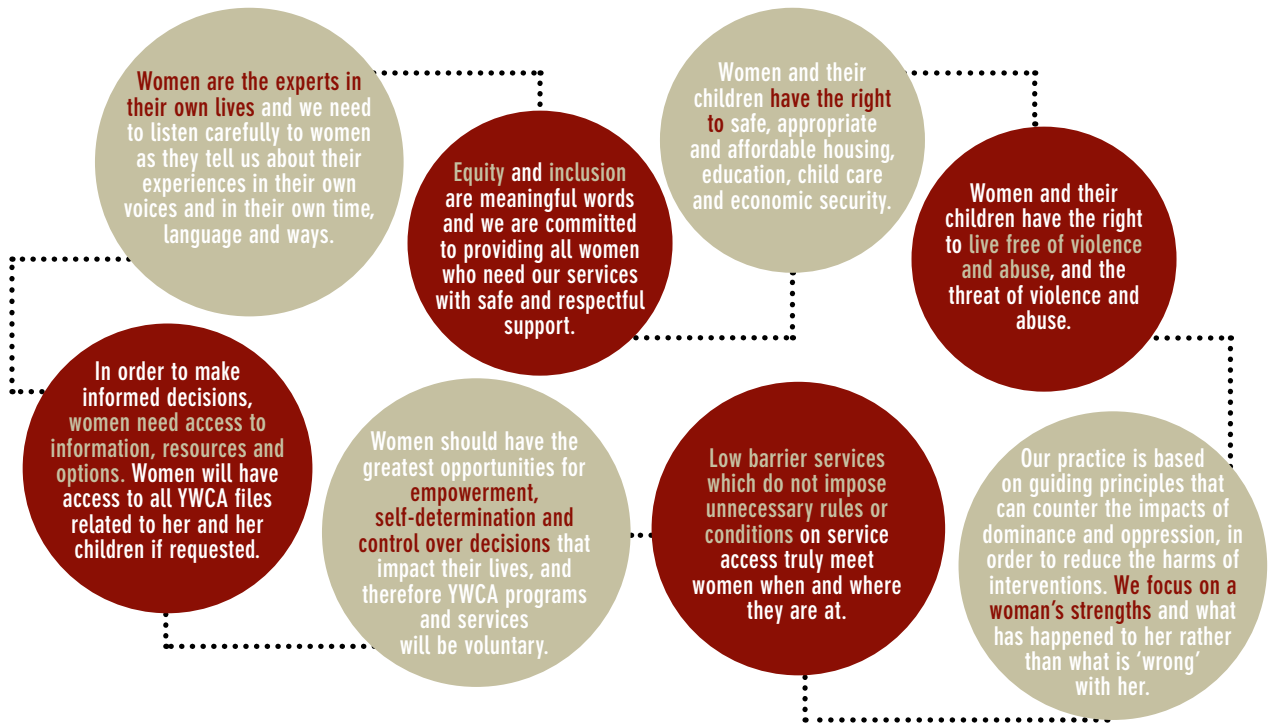 Women are the experts in
their own lives and we need
to listen carefully to women
as they tell us about their
experiences in their own
voices and in their own time,
language and ways.
Equity and inclusion
are meaningful words
and we are committed
to providing all women
who need our services
with safe and respectful
support.
Women and their
children have the right
to safe, appropriate
and affordable housing,
education, child care
and economic security.
Women and their
children have the right
to live free of violence
and abuse, and the
threat of violence and
abuse.
In order to make
informed decisions,
women need access to
information, resources and
options. Women will have
access to all YWCA files
related to her and her
children if requested.
Women should have the
greatest opportunities for
empowerment,
self-determination and
control over decisions that
impact their lives, and
therefore YWCA programs
and services
will be voluntary.
Low barrier services
which do not impose
unnecessary rules or
conditions on service
access truly meet
women when and where
they are at.
Our practice is based
on guiding principles that
can counter the impacts of
dominance and oppression, in
order to reduce the harms of
interventions. We focus on a
woman’s strengths and what
has happened to her rather
than what is ‘wrong’
with her.